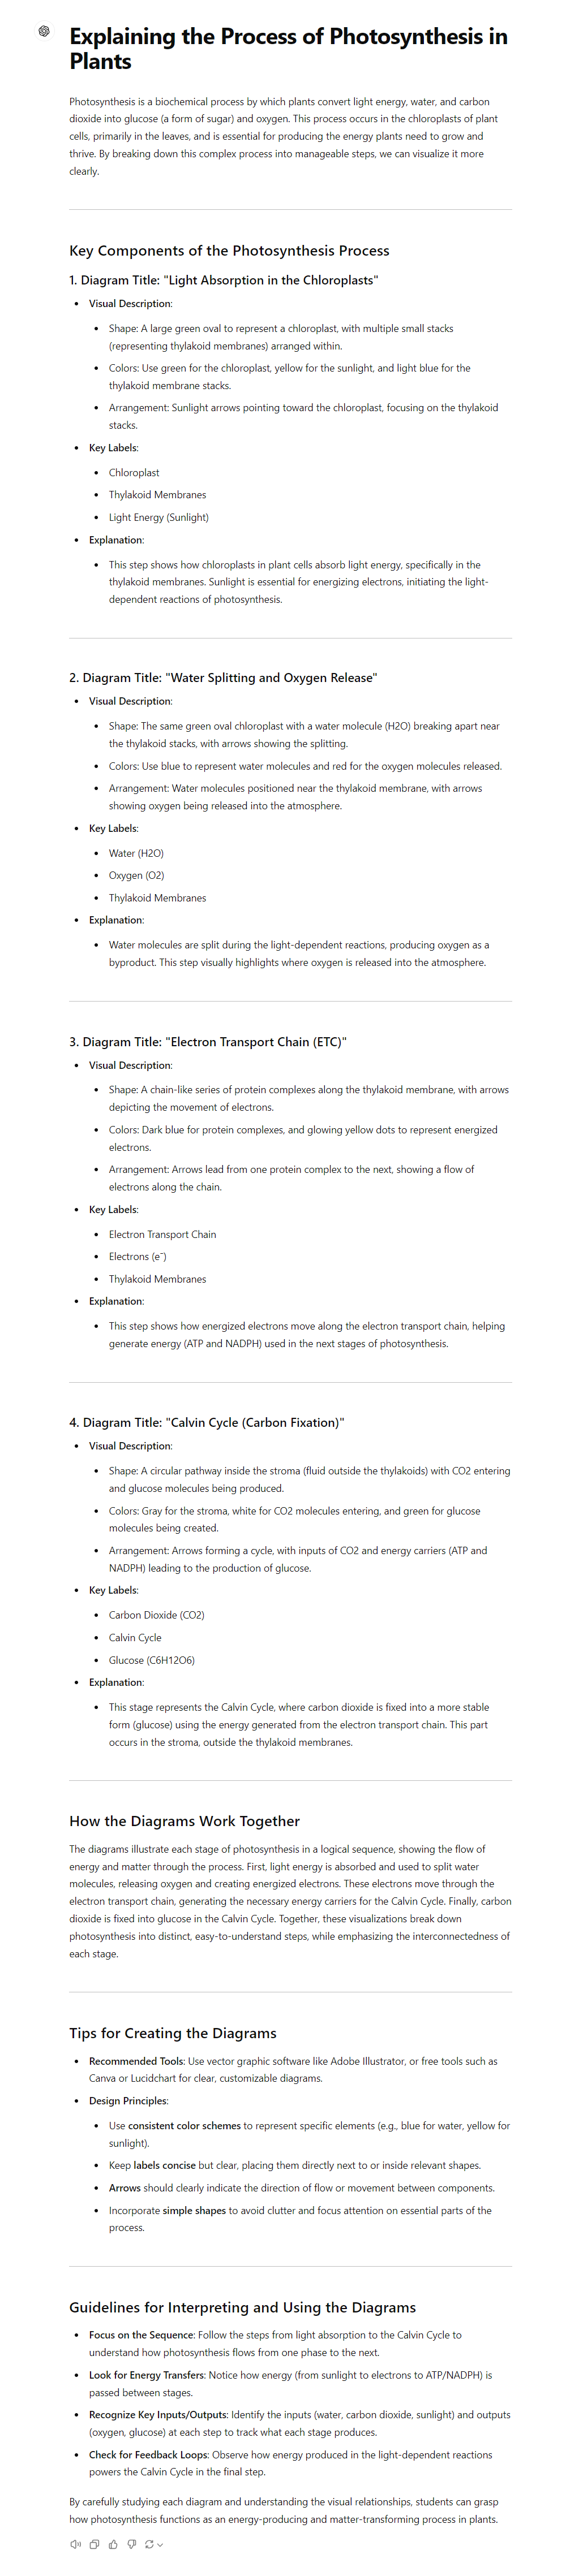 Explaining the Process of Photosynthesis in
Plants
Photosynthesis is a biochemical process by which plants convert light energy, water, and carbon
dioxide into glucose (a form of sugar) and oxygen. This process occurs in the chloroplasts of plant
cells, primarily in the leaves, and is essential for producing the energy plants need to grow and
thrive. By breaking down this complex process into manageable steps, we can visualize it more
clearly.
Key Components of the Photosynthesis Process
1. Diagram Title: "Light Absorption in the Chloroplasts"
• Visual Description:
• Shape: A large green oval to represent a chloroplast, with multiple small stacks
(representing thylakoid membranes) arranged within.
• Colors: Use green for the chloroplast, yellow for the sunlight, and light blue for the
thylakoid membrane stacks.
• Arrangement: Sunlight arrows pointing toward the chloroplast, focusing on the thylakoid
stacks.
• Key Labels:
• Chloroplast
• Thylakoid Membranes
• Light Energy (Sunlight)
• Explanation:
• This step shows how chloroplasts in plant cells absorb light energy, specifically in the
thylakoid membranes. Sunlight is essential for energizing electrons, initiating the light-
dependent reactions of photosynthesis.
2. Diagram Title: "Water Splitting and Oxygen Release"
• Visual Description:
• Shape: The same green oval chloroplast with a water molecule (H2O) breaking apart near
the thylakoid stacks, with arrows showing the splitting.
• Colors: Use blue to represent water molecules and red for the oxygen molecules released.
• Arrangement: Water molecules positioned near the thylakoid membrane, with arrows
showing oxygen being released into the atmosphere.
• Key Labels:
• Water (H2O)
• Oxygen (O2)
• Thylakoid Membranes
• Explanation:
• Water molecules are split during the light-dependent reactions, producing oxygen as a
byproduct. This step visually highlights where oxygen is released into the atmosphere.
3. Diagram Title: "Electron Transport Chain (ETC)"
• Visual Description:
• Shape: A chain-like series of protein complexes along the thylakoid membrane, with arrows
depicting the movement of electrons.
• Colors: Dark blue for protein complexes, and glowing yellow dots to represent energized
electrons.
• Arrangement: Arrows lead from one protein complex to the next, showing a flow of
electrons along the chain.
• Key Labels:
• Electron Transport Chain
• Electrons (e⁻)
• Thylakoid Membranes
• Explanation:
• This step shows how energized electrons move along the electron transport chain, helping
generate energy (ATP and NADPH) used in the next stages of photosynthesis.
4. Diagram Title: "Calvin Cycle (Carbon Fixation)"
• Visual Description:
• Shape: A circular pathway inside the stroma (fluid outside the thylakoids) with CO2 entering
and glucose molecules being produced.
• Colors: Gray for the stroma, white for CO2 molecules entering, and green for glucose
molecules being created.
• Arrangement: Arrows forming a cycle, with inputs of CO2 and energy carriers (ATP and
NADPH) leading to the production of glucose.
• Key Labels:
• Carbon Dioxide (CO2)
• Calvin Cycle
• Glucose (C6H12O6)
• Explanation:
• This stage represents the Calvin Cycle, where carbon dioxide is fixed into a more stable
form (glucose) using the energy generated from the electron transport chain. This part
occurs in the stroma, outside the thylakoid membranes.
How the Diagrams Work Together
The diagrams illustrate each stage of photosynthesis in a logical sequence, showing the flow of
energy and matter through the process. First, light energy is absorbed and used to split water
molecules, releasing oxygen and creating energized electrons. These electrons move through the
electron transport chain, generating the necessary energy carriers for the Calvin Cycle. Finally, carbon
dioxide is fixed into glucose in the Calvin Cycle. Together, these visualizations break down
photosynthesis into distinct, easy-to-understand steps, while emphasizing the interconnectedness of
each stage.
Tips for Creating the Diagrams
• Recommended Tools: Use vector graphic software like Adobe Illustrator, or free tools such as
Canva or Lucidchart for clear, customizable diagrams.
• Design Principles:
• Use consistent color schemes to represent specific elements (e.g., blue for water, yellow for
sunlight).
• Keep labels concise but clear, placing them directly next to or inside relevant shapes.
• Arrows should clearly indicate the direction of flow or movement between components.
• Incorporate simple shapes to avoid clutter and focus attention on essential parts of the
process.
Guidelines for Interpreting and Using the Diagrams
• Focus on the Sequence: Follow the steps from light absorption to the Calvin Cycle to
understand how photosynthesis flows from one phase to the next.
• Look for Energy Transfers: Notice how energy (from sunlight to electrons to ATP/NADPH) is
passed between stages.
• Recognize Key Inputs/Outputs: Identify the inputs (water, carbon dioxide, sunlight) and outputs
(oxygen, glucose) at each step to track what each stage produces.
• Check for Feedback Loops: Observe how energy produced in the light-dependent reactions
powers the Calvin Cycle in the final step.
By carefully studying each diagram and understanding the visual relationships, students can grasp
how photosynthesis functions as an energy-producing and matter-transforming process in plants.